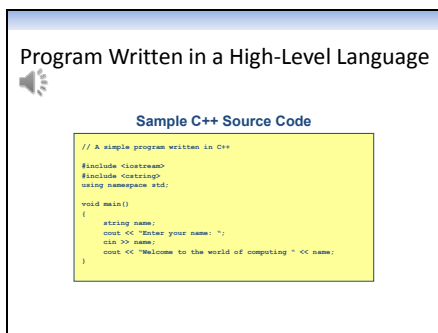 Program Written in a High-Level Language
Sample C++ Source Code
// A simple program written in C++
#include <iostream>
#include <cstring>
using namespace std;
void main()
{
string name;
cout << "Enter your name: ";
cin >> name;
cout << "Welcome to the world of computing " << name;
}